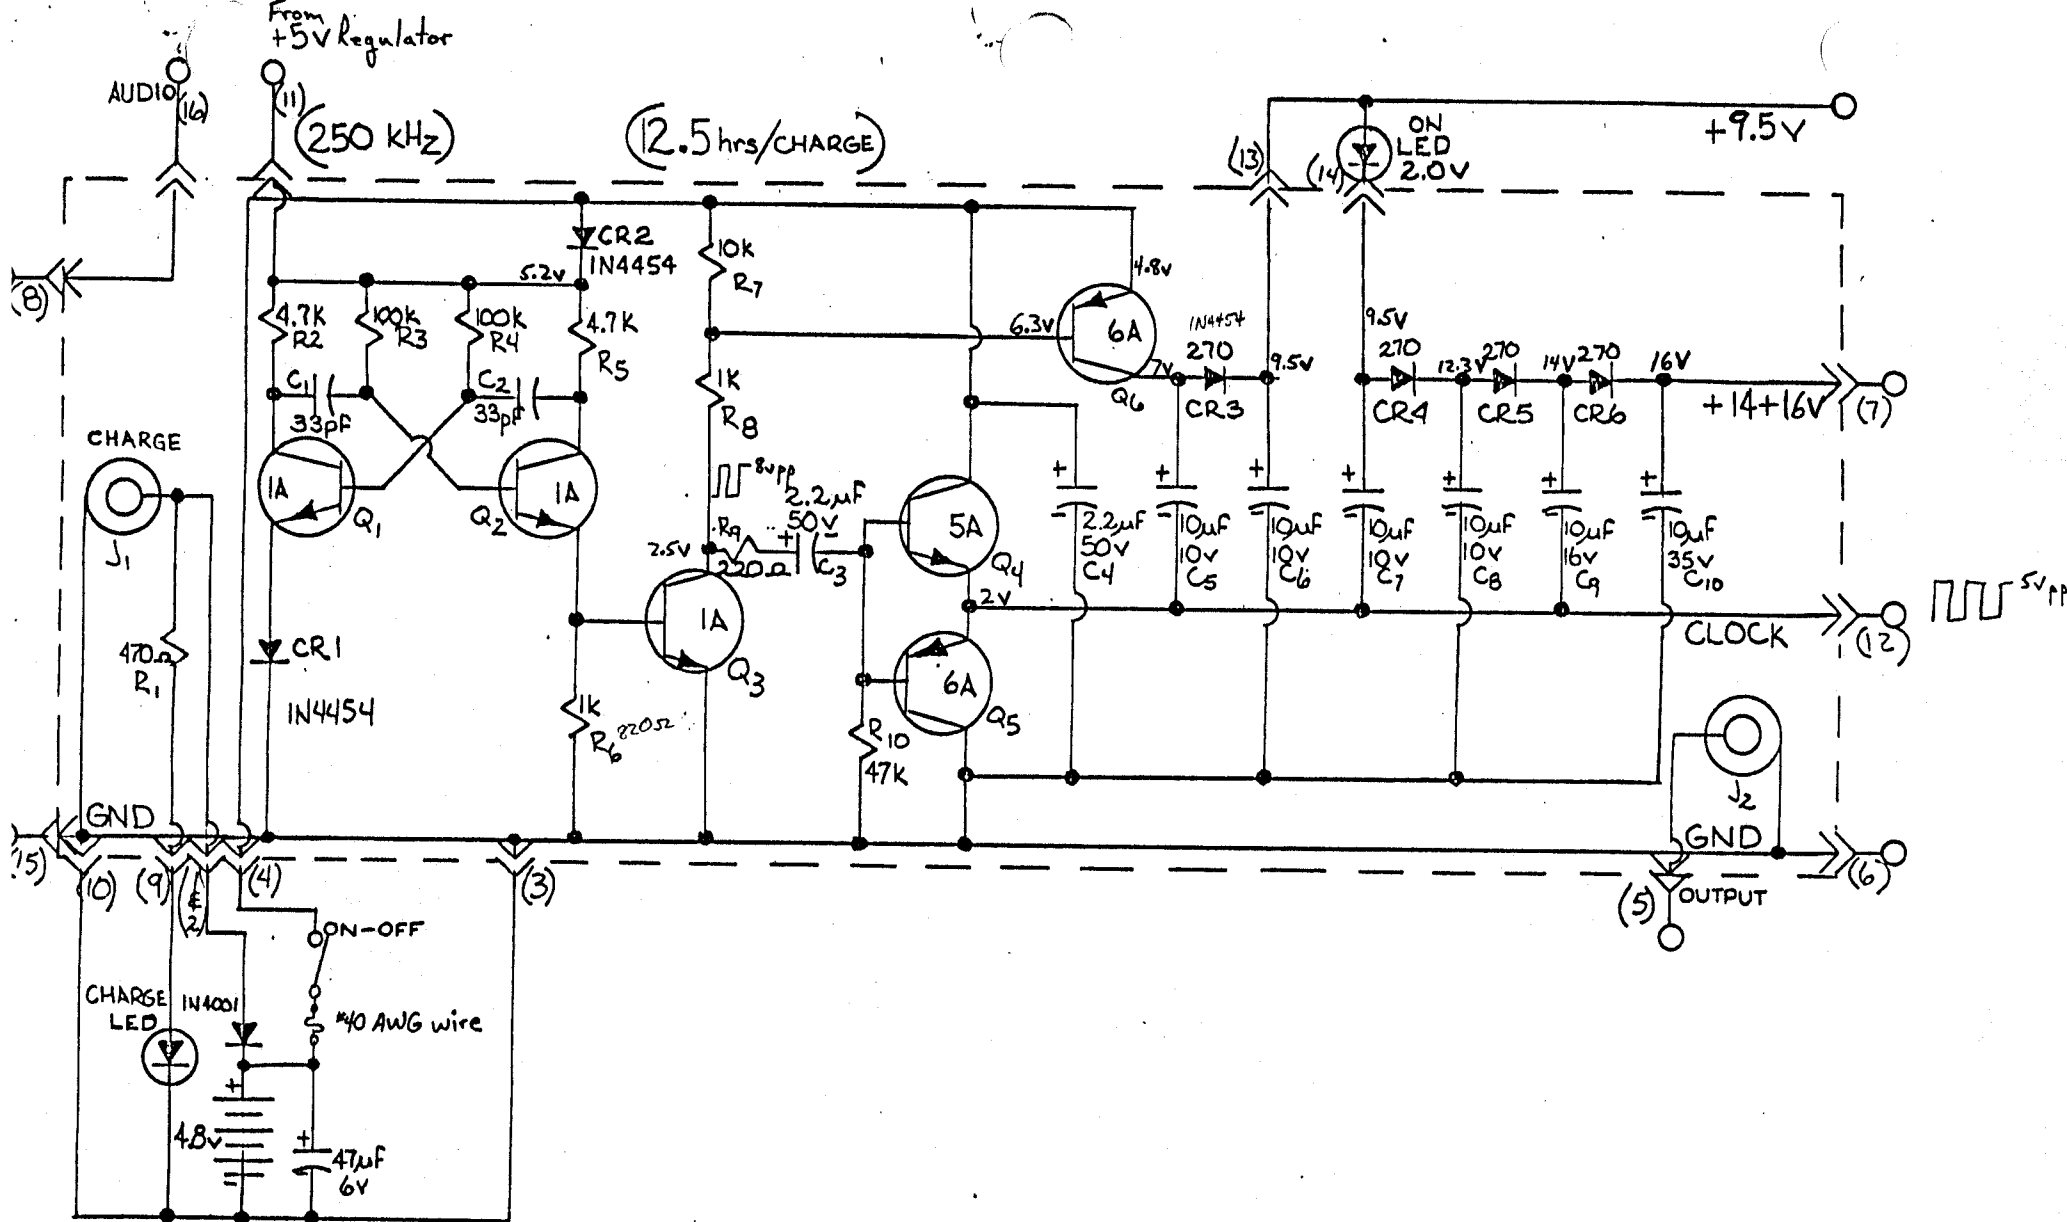 From
+5v Regulator
AUDIO
(16)
(11)
(250 kHz)
(12.5 hrs/CHARGE)
(13)
(14)
ON
LED
2.0V
+9.5V
(8)
CR2
1N4454
5.2v
10K
R7
4.8v
6.3v
6A
Q6
7v
1N4454
270
CR3
9.5v
9.5v
270
CR4
12.3v
270
CR5
14V
270
CR6
16V
+14+16V
(7)
4.7K
R2
100K
R3
100K
R4
4.7K
R5
C1
33pF
C2
33pF
1K
R8
CHARGE
J1
1A
Q1
Q2
1A
8vpp
2.2µF
50V
+
C3
R9
220Ω
2.5V
5A
Q4
2v
+
2.2µF
50V
C4
+
10µF
10V
C5
+
10µF
10V
C6
+
10µF
10V
C7
+
10µF
10V
C8
+
10µF
16V
C9
+
10µF
35V
C10
5Vpp
CLOCK
(12)
470Ω
R1
CR1
1N4454
1A
Q3
6A
Q5
1K
R6
820Ω
R10
47K
J2
GND
GND
(15)
(10)
(9)
(4)
(3)
(5)
OUTPUT
(6)
ON-OFF
CHARGE
LED
1N4001
#40 AWG wire
+
4.8v
+
47µF
6V